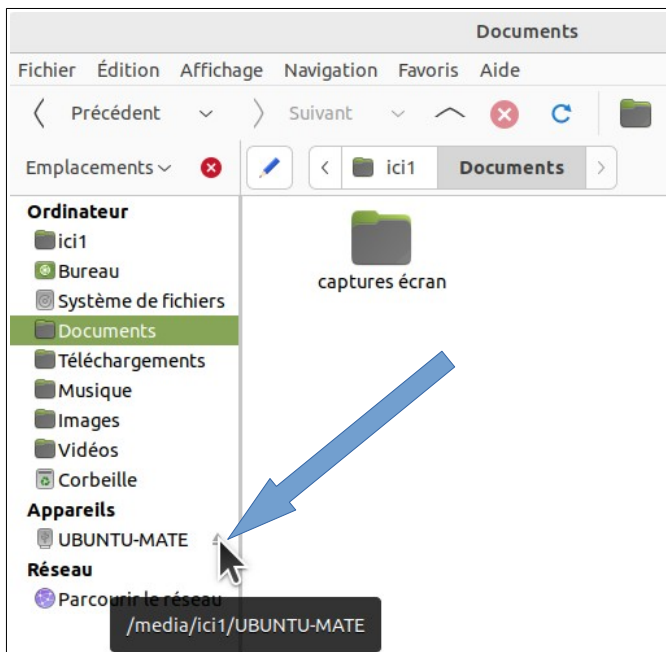 Documents
Fichier Édition Affichage Navigation Favoris Aide
Précédent Suivant
Emplacements ici1 Documents
Ordinateur
ici1
Bureau
Système de fichiers
Documents
Téléchargements
Musique
Images
Vidéos
Corbeille
Appareils
UBUNTU-MATE
Réseau
Parcourir le réseau
/media/ici1/UBUNTU-MATE
captures écran